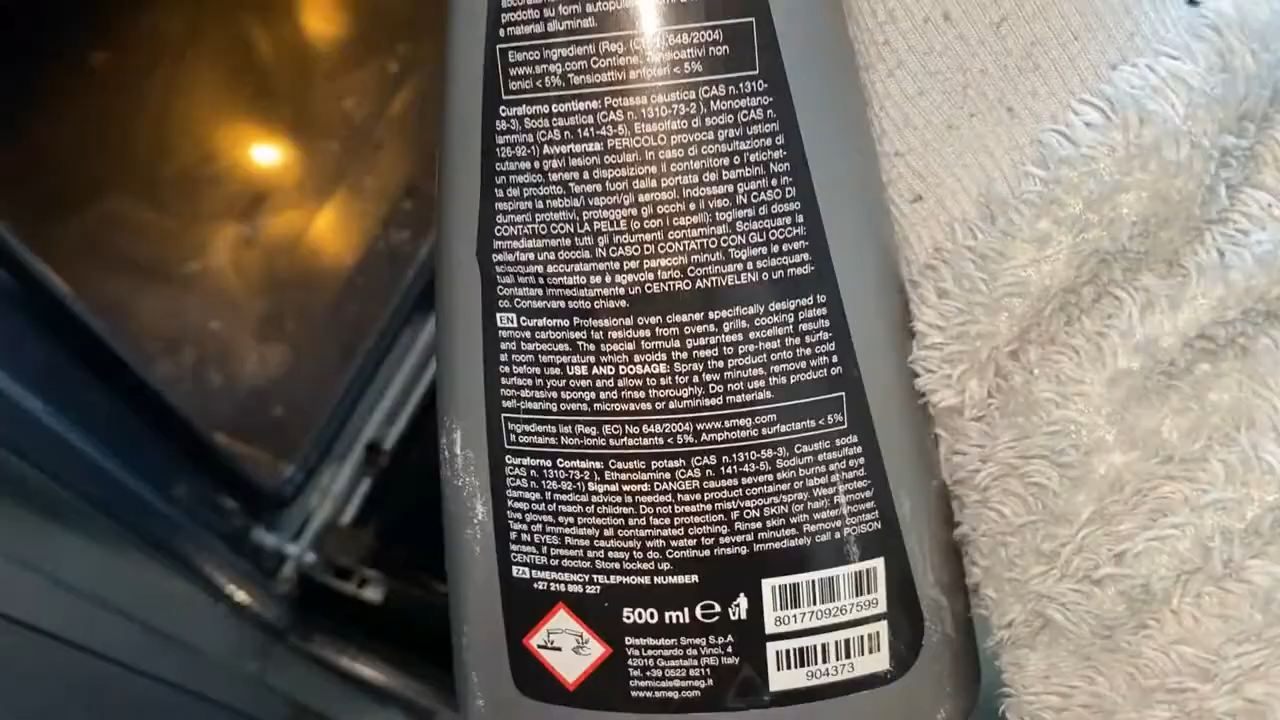 prodotto su forni
e materiali alluminati.
Elenco ingredienti (Reg. 648/2004)
www.smeg.com Contiene: Tensioattivi non
ionici < 5%, Tensioattivi anfoteri < 5%
Curaforno contiene: Potassa caustica (CAS n.1310-
58-3), Soda caustica (CAS n. 1310-73-2 ), Monoetano-
lammina (CAS n. 141-43-5), Etasolfato di sodio (CAS n.
126-92-1) Avvertenza: PERICOLO provoca gravi ustioni
cutanee e gravi lesioni oculari. In caso di consultazione di
un medico, tenere a disposizione il contenitore o l'etichet-
ta del prodotto. Tenere fuori dalla portata dei bambini. Non
respirare la nebbia/i vapori/gli aerosol. Indossare guanti e in-
dumenti protettivi, proteggere gli occhi e il viso. IN CASO DI
CONTATTO CON LA PELLE (o con i capelli): togliersi di dosso
immediatamente tutti gli indumenti contaminati. Sciacquare la
pelle/fare una doccia. IN CASO DI CONTATTO CON GLI OCCHI:
sciacquare accuratamente per parecchi minuti. Togliere le even-
tuali lenti a contatto se è agevole farlo. Continuare a sciacquare.
Contattare immediatamente un CENTRO ANTIVELENI o un medi-
co. Conservare sotto chiave.
EN Curaforno Professional oven cleaner specifically designed to
remove carbonised fat residues from ovens, grills, cooking plates
and barbecues. The special formula guarantees excellent results
at room temperature which avoids the need to pre-heat the surfa-
ce before use. USE AND DOSAGE: Spray the product onto the cold
surface in your oven and allow to sit for a few minutes, remove with a
non-abrasive sponge and rinse thoroughly. Do not use this product on
self-cleaning ovens, microwaves or aluminised materials.
Ingredients list (Reg. (EC) No 648/2004) www.smeg.com
It contains: Non-ionic surfactants < 5%, Amphoteric surfactants < 5%
Curaforno Contains: Caustic potash (CAS n.1310-58-3), Caustic soda
(CAS n. 1310-73-2 ), Ethanolamine (CAS n. 141-43-5), Sodium etasulfate
(CAS n. 126-92-1) Signal word: DANGER causes severe skin burns and eye
damage. If medical advice is needed, have product container or label at hand.
Keep out of reach of children. Do not breathe mist/vapours/spray. Wear protec-
tive gloves, eye protection and face protection. IF ON SKIN (or hair): Remove/
Take off immediately all contaminated clothing. Rinse skin with water/shower.
IF IN EYES: Rinse cautiously with water for several minutes. Remove contact
lenses, if present and easy to do. Continue rinsing. Immediately call a POISON
CENTER or doctor. Store locked up.
ZA EMERGENCY TELEPHONE NUMBER
+27 216 895 227
500 ml e
Distributor: Smeg S.p.A
Via Leonardo da Vinci, 4
42016 Guastalla (RE) Italy
Tel. +39 0522 8211
chemicals@smeg.it
www.smeg.com
8017709267599
904373